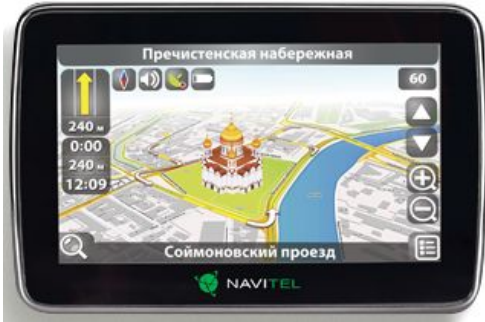 Пречистенская набережная
60
240 м
0:00
240 м
12:09
Соймоновский проезд
NAVITEL